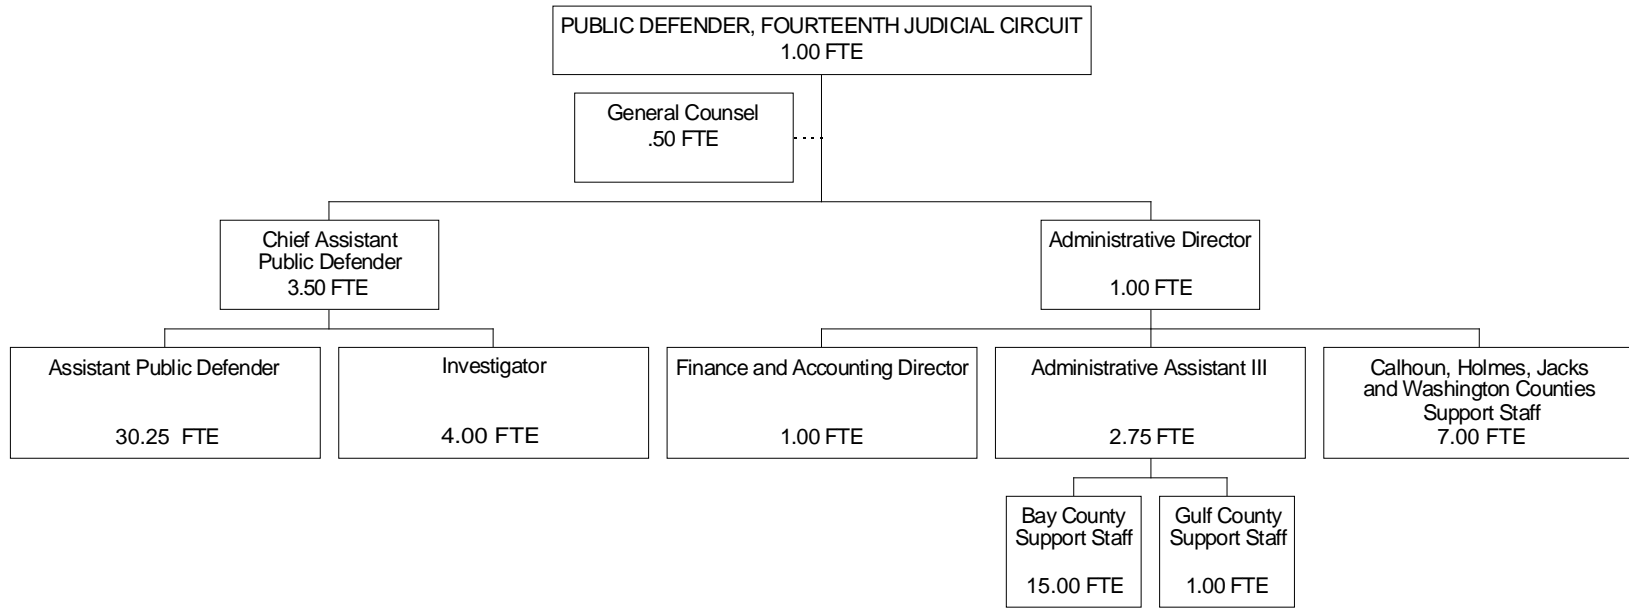 PUBLIC DEFENDER, FOURTEENTH JUDICIAL CIRCUIT
1.00 FTE
General Counsel
.50 FTE
Chief Assistant
Public Defender
3.50 FTE
Administrative Director
1.00 FTE
Assistant Public Defender
30.25 FTE
Investigator
4.00 FTE
Finance and Accounting Director
1.00 FTE
Administrative Assistant III
2.75 FTE
Calhoun, Holmes, Jacks
and Washington Counties
Support Staff
7.00 FTE
Bay County
Support Staff
15.00 FTE
Gulf County
Support Staff
1.00 FTE